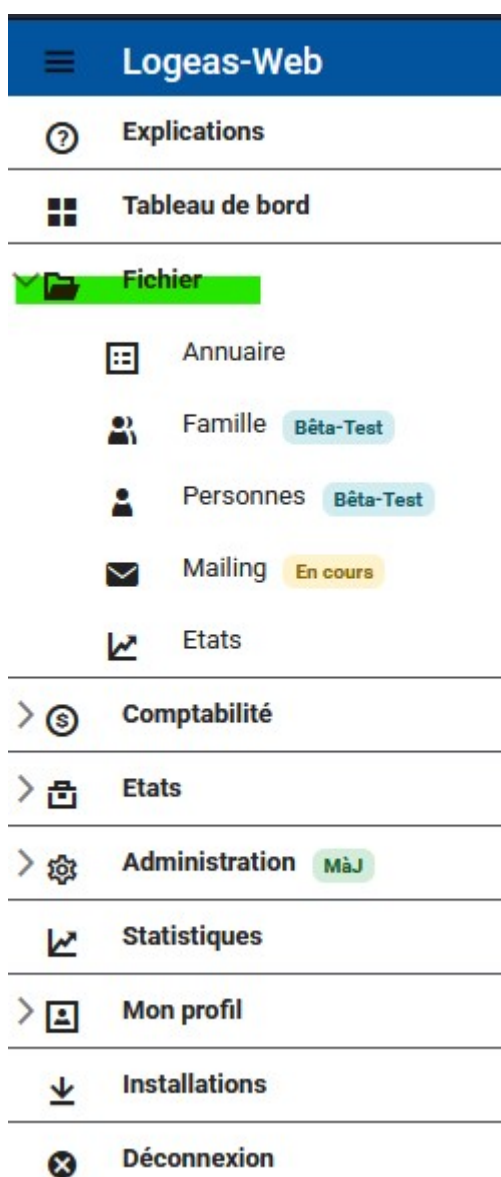 Logeas-Web
Explications
Tableau de bord
Fichier
Annuaire
Famille Bêta-Test
Personnes Bêta-Test
Mailing En cours
Etats
Comptabilité
Etats
Administration MàJ
Statistiques
Mon profil
Installations
Déconnexion